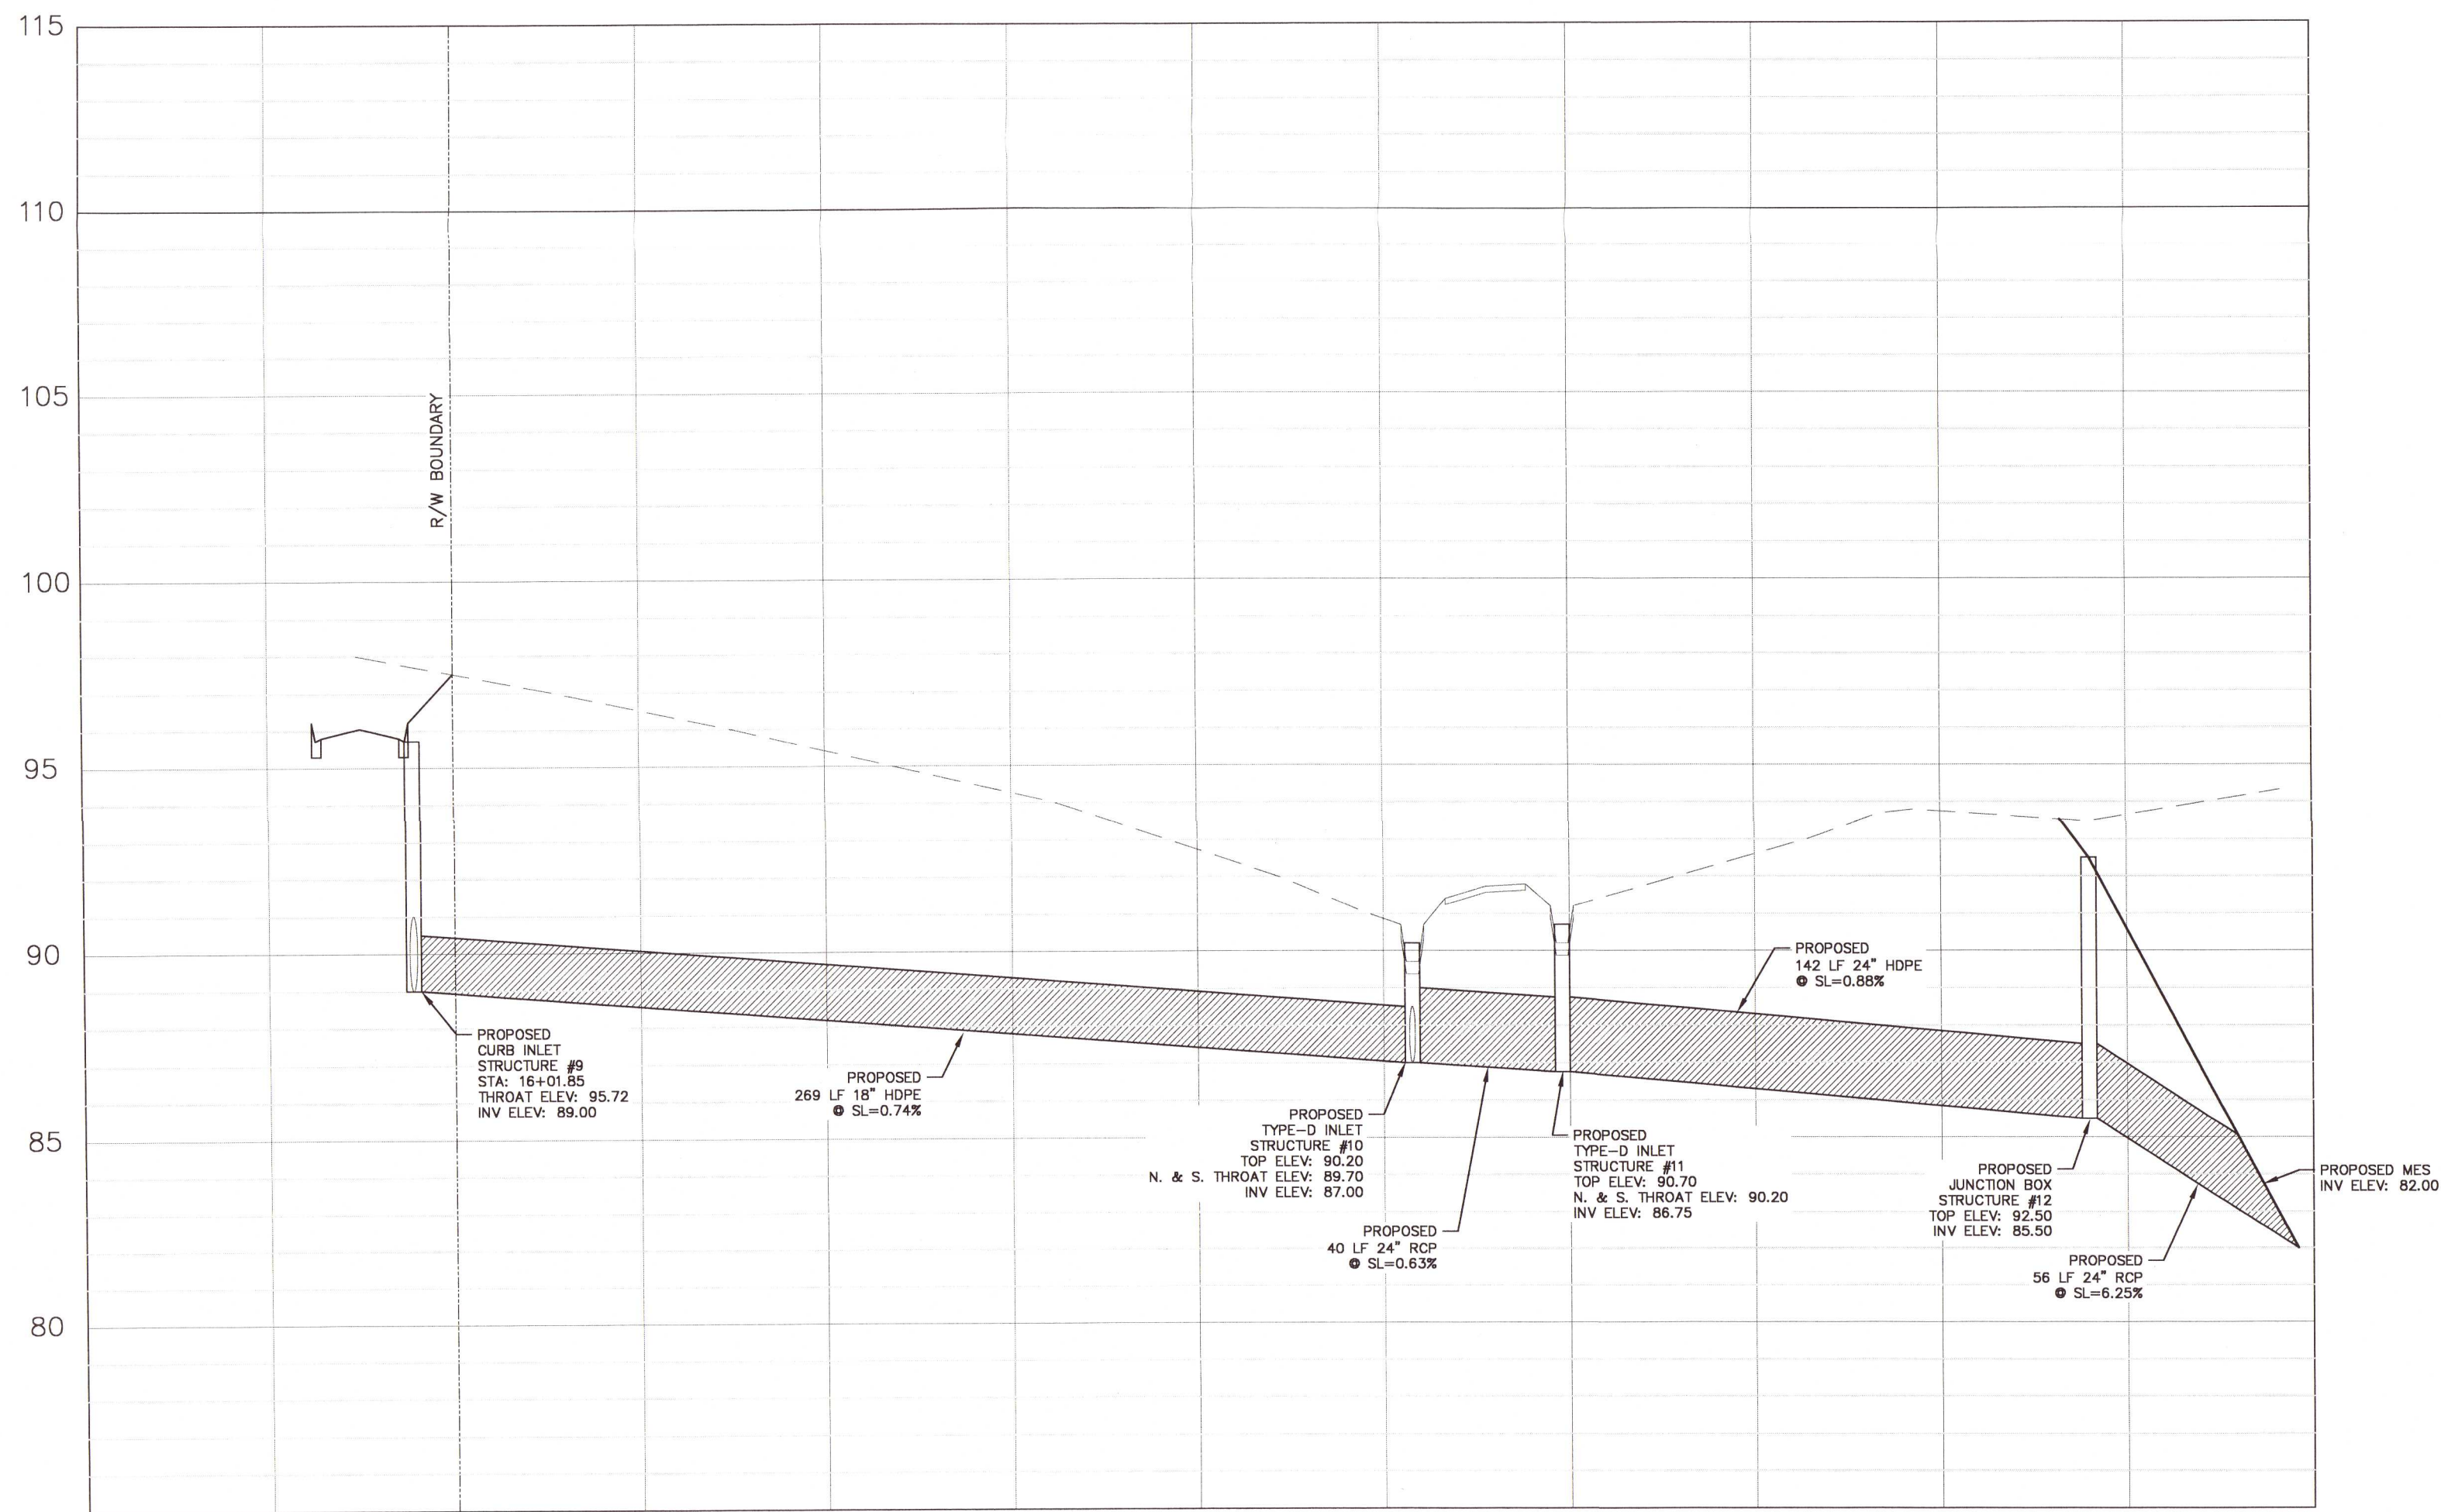 115
110
105
100
95
90
85
80
R/W BOUNDARY
PROPOSED
CURB INLET
STRUCTURE #9
STA: 16+01.85
THROAT ELEV: 95.72
INV ELEV: 89.00
PROPOSED
269 LF 18" HDPE
@ SL=0.74%
PROPOSED
TYPE-D INLET
STRUCTURE #10
TOP ELEV: 90.20
N. & S. THROAT ELEV: 89.70
INV ELEV: 87.00
PROPOSED
40 LF 24" RCP
@ SL=0.63%
PROPOSED
TYPE-D INLET
STRUCTURE #11
TOP ELEV: 90.70
N. & S. THROAT ELEV: 90.20
INV ELEV: 86.75
PROPOSED
142 LF 24" HDPE
@ SL=0.88%
PROPOSED
JUNCTION BOX
STRUCTURE #12
TOP ELEV: 92.50
INV ELEV: 85.50
PROPOSED
56 LF 24" RCP
@ SL=6.25%
PROPOSED MES
INV ELEV: 82.00